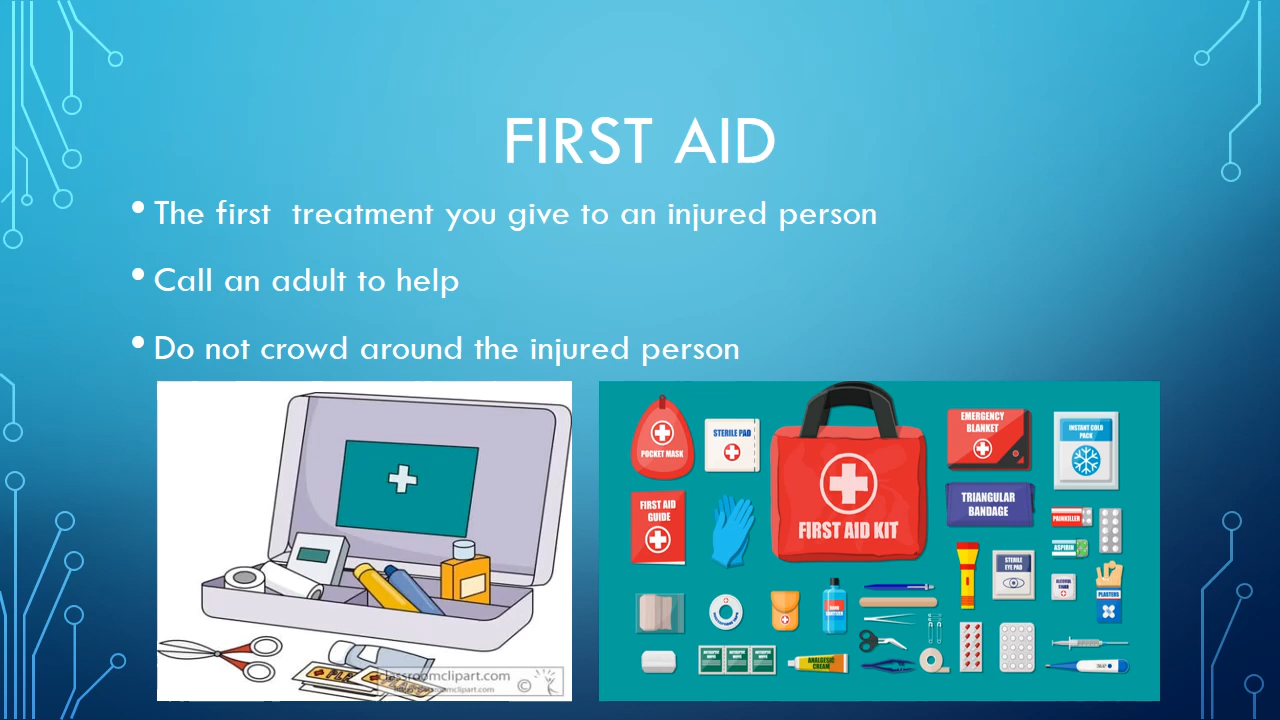 FIRST AID
• The first  treatment you give to an injured person
• Call an adult to help
• Do not crowd around the injured person
classroomclipart.com
©
POCKET MASK
STERILE PAD
FIRST AID KIT
EMERGENCY
BLANKET
INSTANT COLD
PACK
FIRST AID
GUIDE
TRIANGULAR
BANDAGE
PAINKILLER
ASPIRIN
STERILE
EYE PAD
PLASTERS
ANALGESIC
CREAM